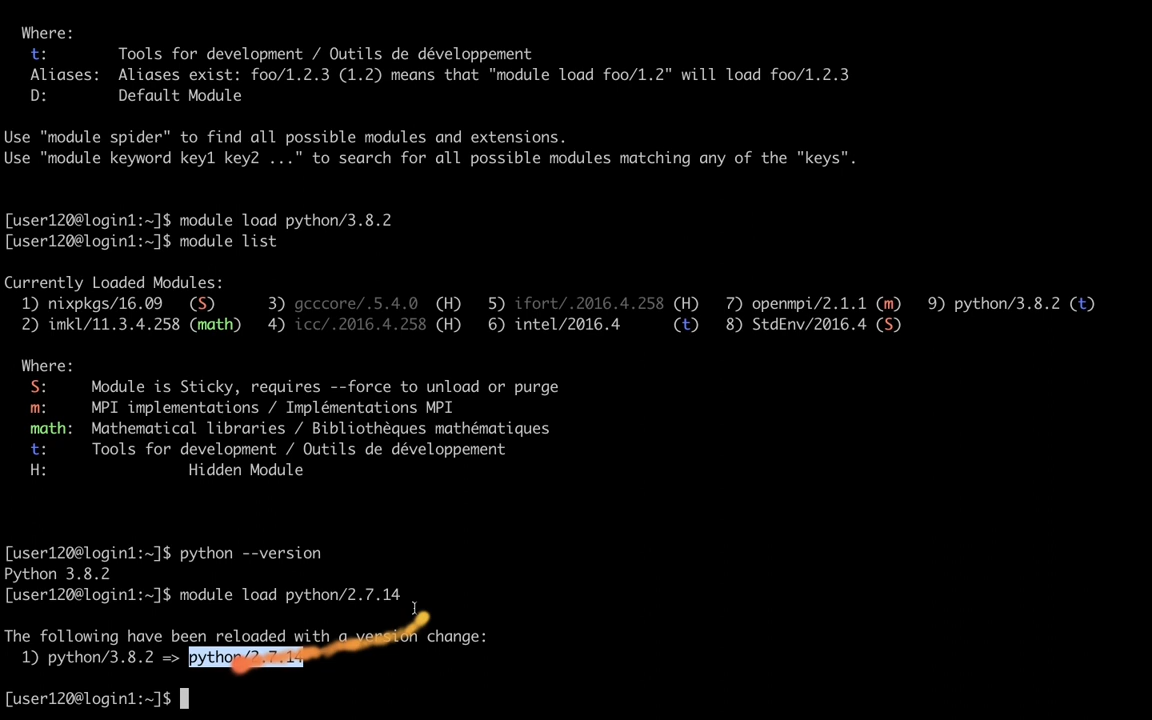 Where:
t: Tools for development / Outils de développement
Aliases: Aliases exist: foo/1.2.3 (1.2) means that "module load foo/1.2" will load foo/1.2.3
D: Default Module
Use "module spider" to find all possible modules and extensions.
Use "module keyword key1 key2 ..." to search for all possible modules matching any of the "keys".
[user120@login1:~]$ module load python/3.8.2
[user120@login1:~]$ module list
Currently Loaded Modules:
1) nixpkgs/16.09 (S) 3) gcccore/.5.4.0 (H) 5) ifort/.2016.4.258 (H) 7) openmpi/2.1.1 (m) 9) python/3.8.2 (t)
2) imkl/11.3.4.258 (math) 4) icc/.2016.4.258 (H) 6) intel/2016.4 (t) 8) StdEnv/2016.4 (S)
Where:
S: Module is Sticky, requires --force to unload or purge
m: MPI implementations / Implémentations MPI
math: Mathematical libraries / Bibliothèques mathématiques
t: Tools for development / Outils de développement
H: Hidden Module
[user120@login1:~]$ python --version
Python 3.8.2
[user120@login1:~]$ module load python/2.7.14
The following have been reloaded with a version change:
1) python/3.8.2 => python/2.7.14
[user120@login1:~]$